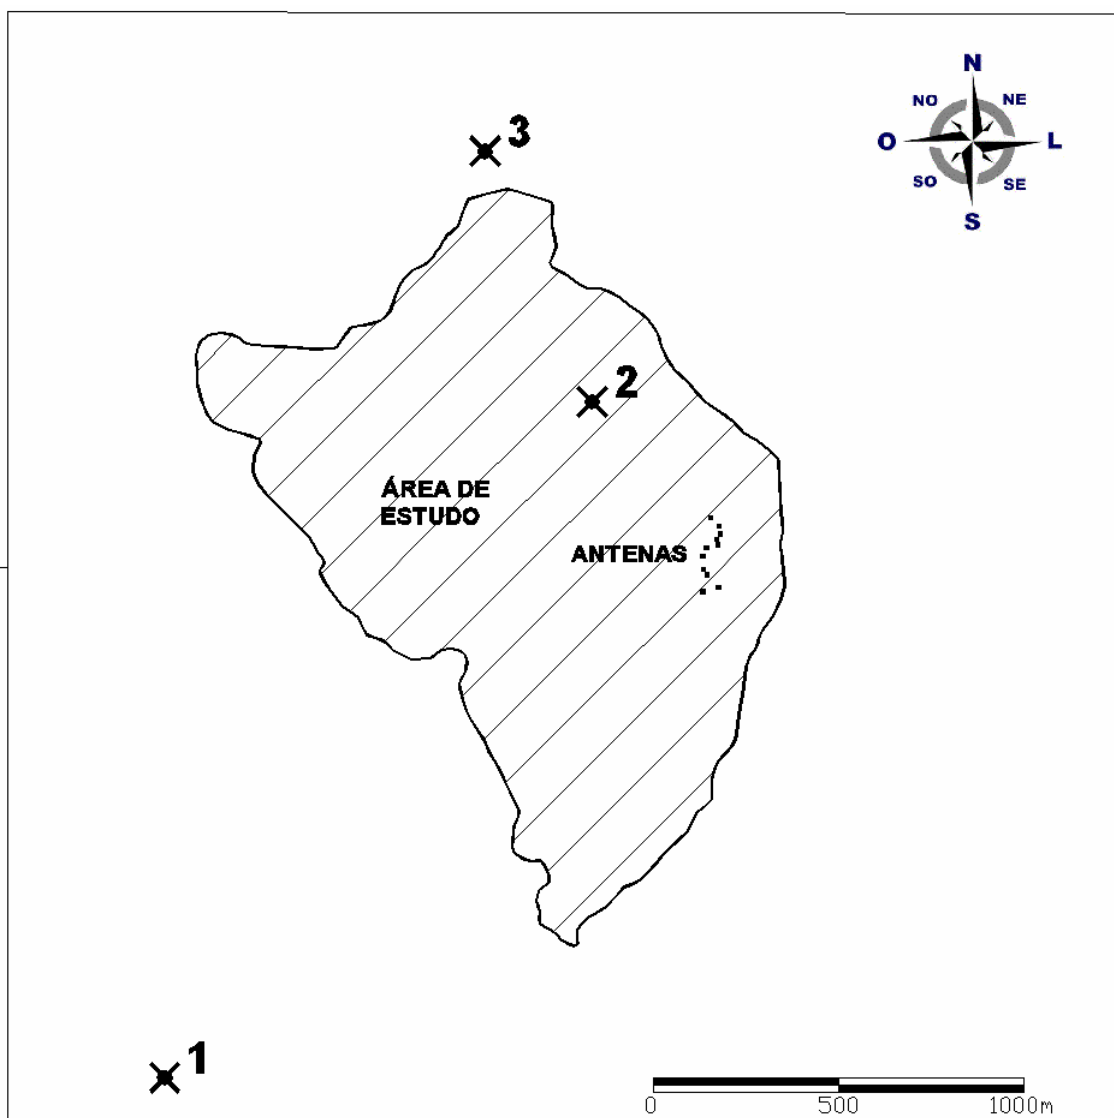 N
NO NE
O L
SO SE
S
3
2
ÁREA DE
ESTUDO
ANTENAS
1
0 500 1000m